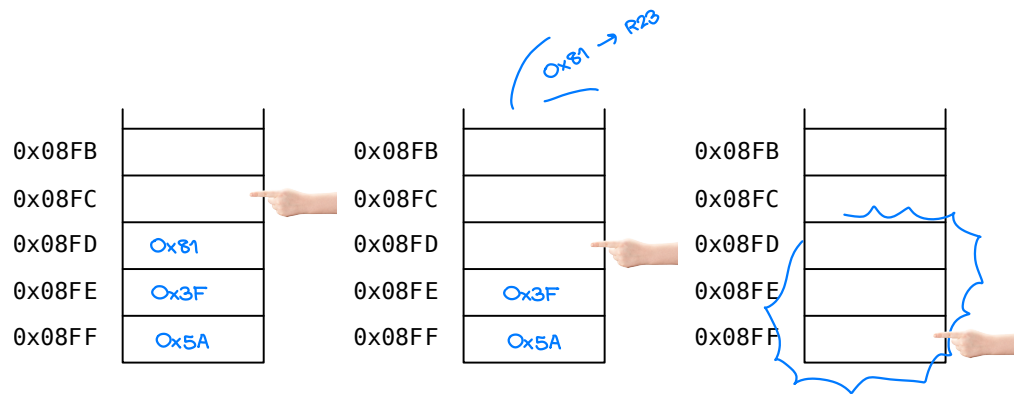 0x81 → R23
0x08FB
0x08FC
0x08FD 0x81
0x08FE 0x3F
0x08FF 0x5A
0x08FB
0x08FC
0x08FD
0x08FE 0x3F
0x08FF 0x5A
0x08FB
0x08FC
0x08FD
0x08FE
0x08FF